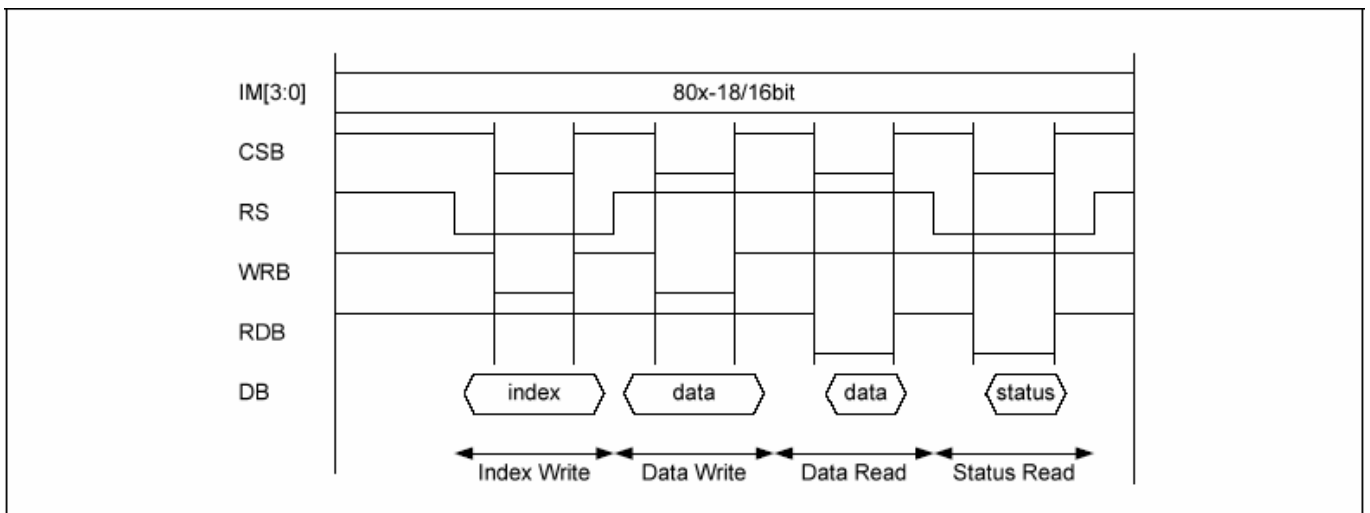 IM[3:0] 80x-18/16bit
CSB
RS
WRB
RDB
DB index data data status
Index Write Data Write Data Read Status Read